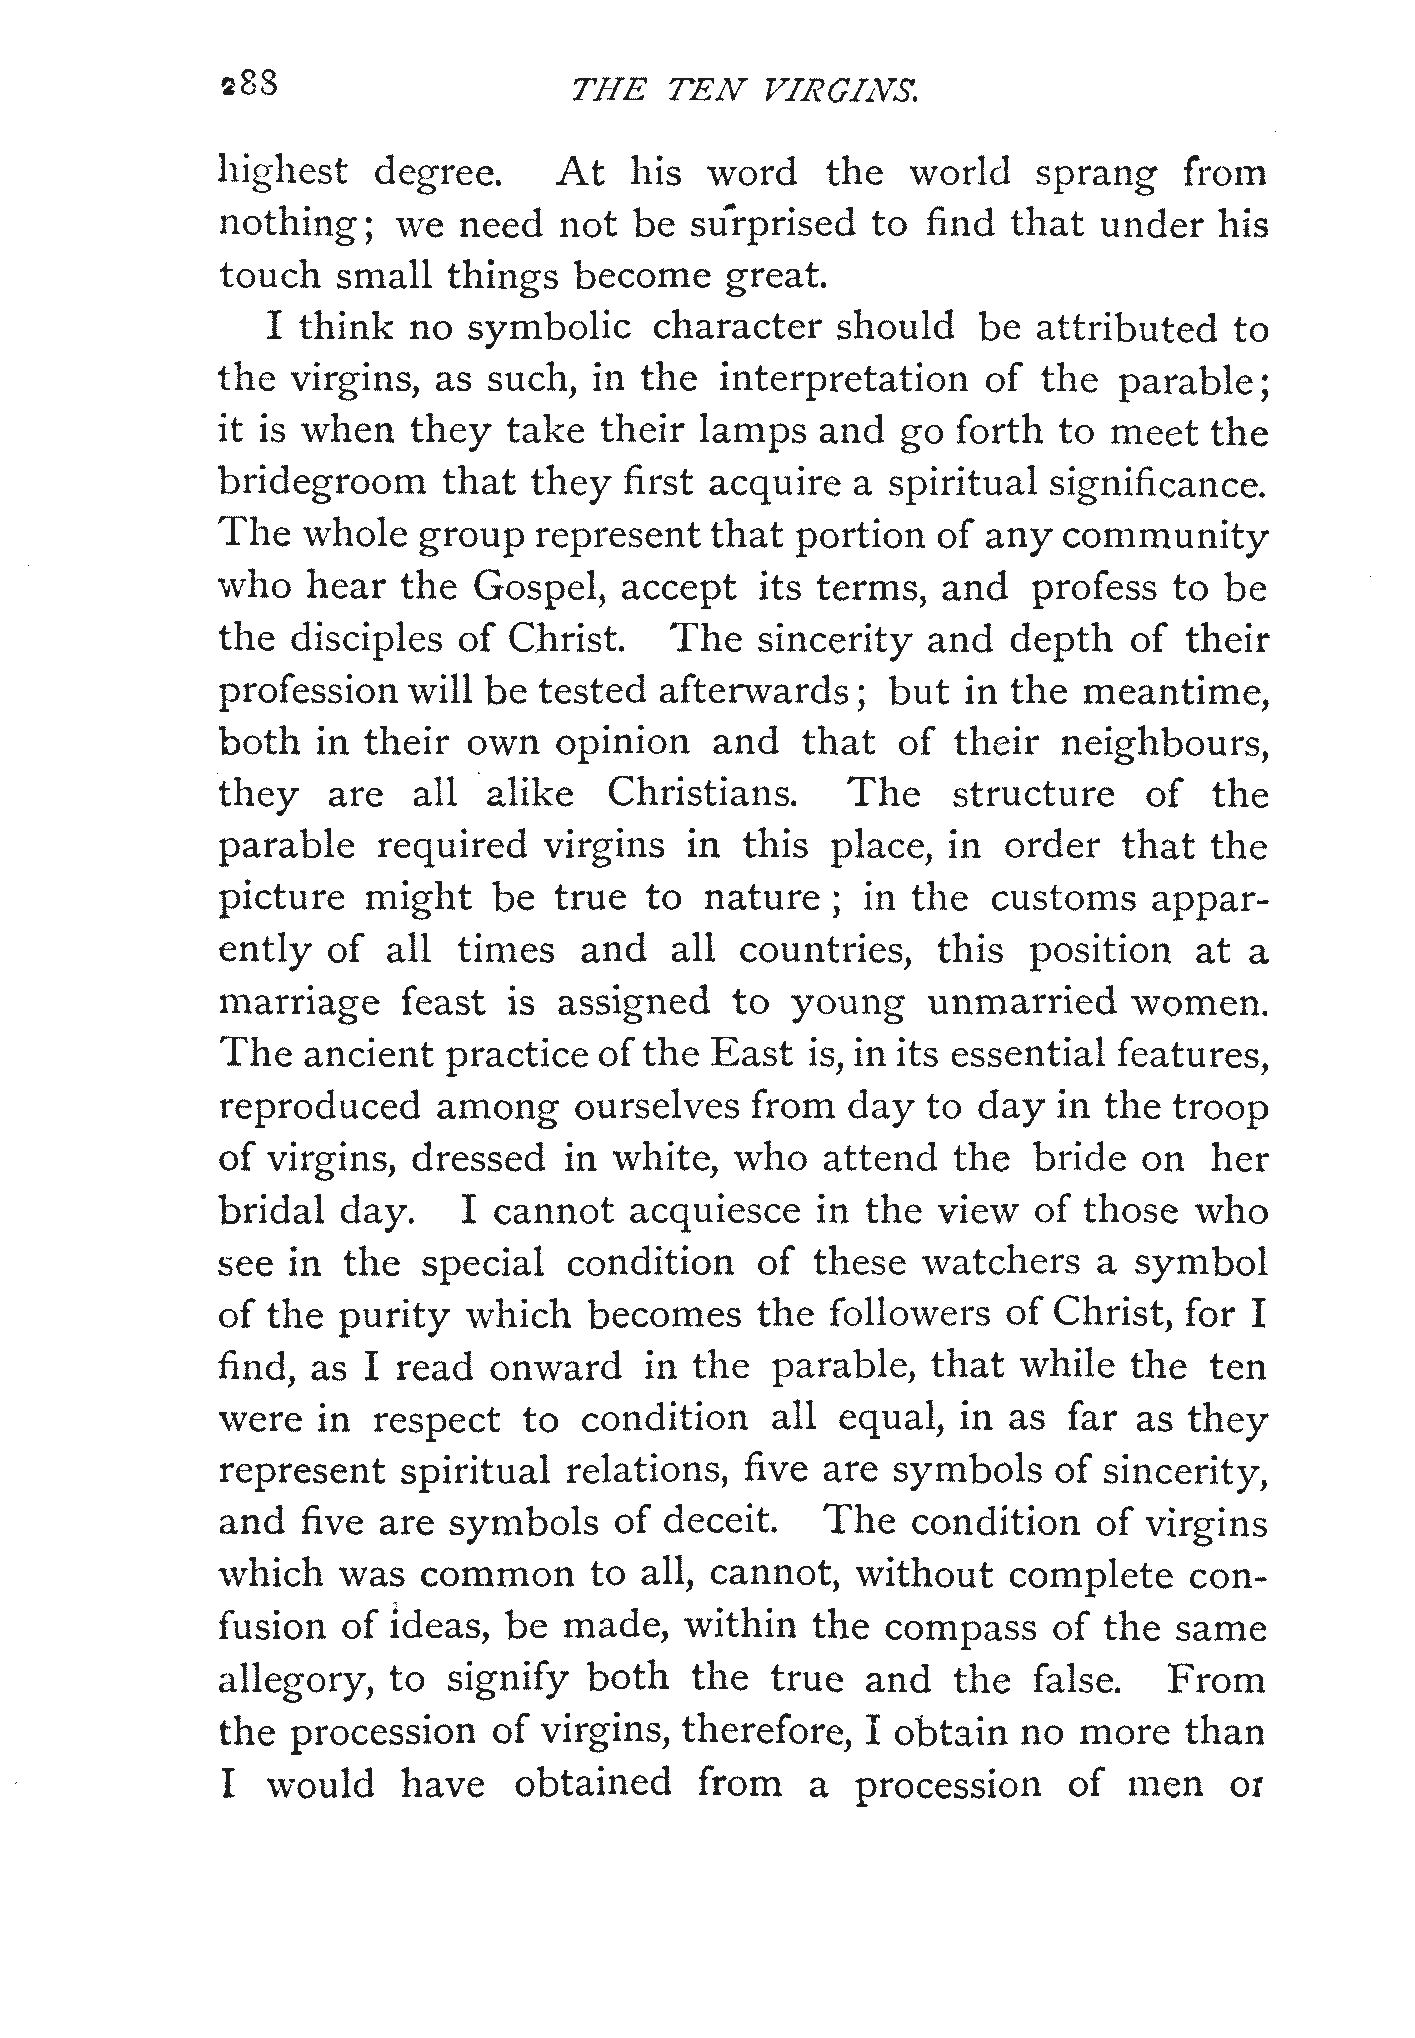 288 THE TEN VIRGINS.
highest degree. At his word the world sprang from
nothing; we need not be surprised to find that under his
touch small things become great.
I think no symbolic character should be attributed to
the virgins, as such, in the interpretation of the parable;
it is when they take their lamps and go forth to meet the
bridegroom that they first acquire a spiritual significance.
The whole group represent that portion of any community
who hear the Gospel, accept its terms, and profess to be
the disciples of Christ. The sincerity and depth of their
profession will be tested afterwards; but in the meantime,
both in their own opinion and that of their neighbours,
they are all alike Christians. The structure of the
parable required virgins in this place, in order that the
picture might be true to nature; in the customs appar-
ently of all times and all countries, this position at a
marriage feast is assigned to young unmarried women.
The ancient practice of the East is, in its essential features,
reproduced among ourselves from day to day in the troop
of virgins, dressed in white, who attend the bride on her
bridal day. I cannot acquiesce in the view of those who
see in the special condition of these watchers a symbol
of the purity which becomes the followers of Christ, for I
find, as I read onward in the parable, that while the ten
were in respect to condition all equal, in as far as they
represent spiritual relations, five are symbols of sincerity,
and five are symbols of deceit. The condition of virgins
which was common to all, cannot, without complete con-
fusion of ideas, be made, within the compass of the same
allegory, to signify both the true and the false. From
the procession of virgins, therefore, I obtain no more than
I would have obtained from a procession of men or